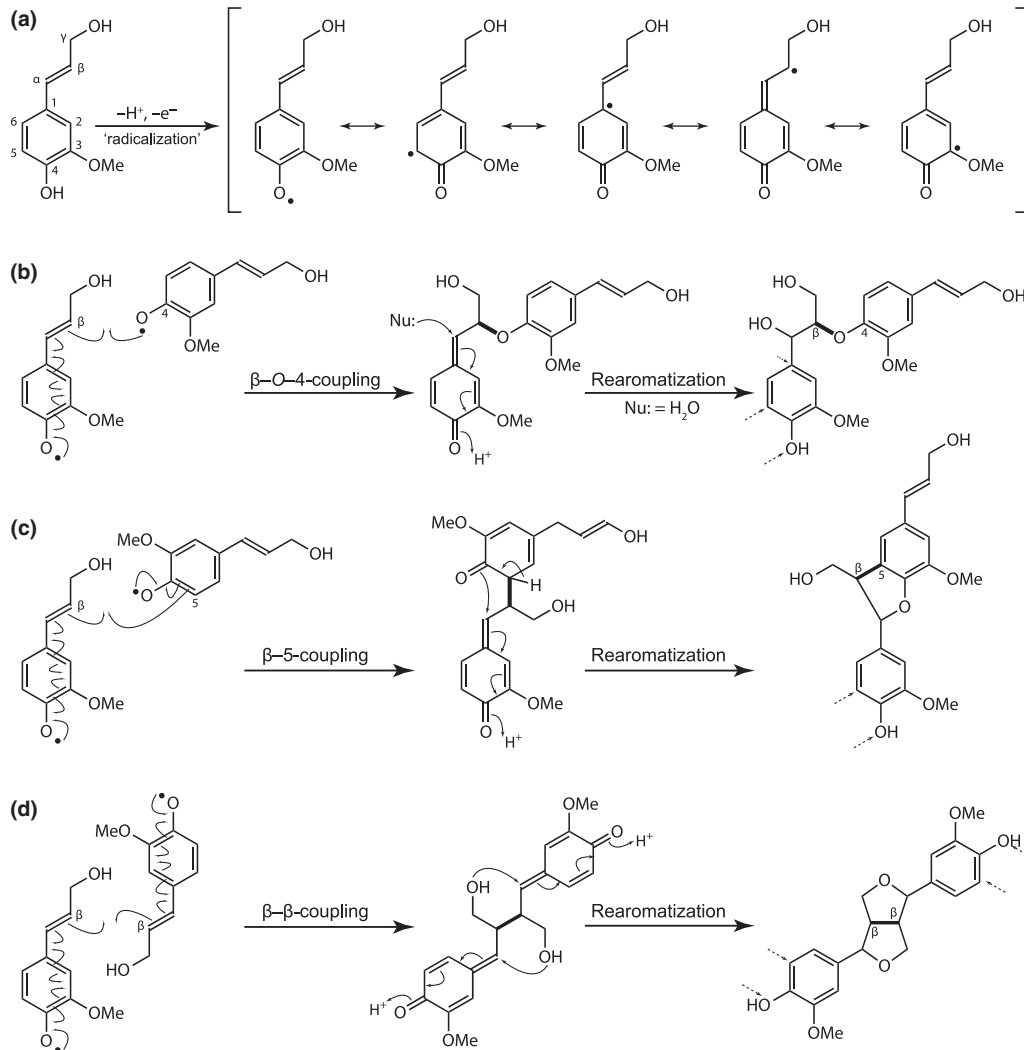 (a)
OH
γ
β
α
1
6
2
5
3
4
OMe
OH
–H⁺, –e⁻
'radicalization'
OH
OMe
O•
OH
•
OMe
O
OH
•
OMe
O
OH
•
OMe
O
OH
•
OMe
O
(b)
OH
β
OMe
O•
O
•
4
OMe
OH
β–O–4-coupling
HO
Nu:
O
OMe
OH
OMe
O
H⁺
Rearomatization
Nu: = H₂O
HO
HO
β
O
4
OMe
OH
OMe
OH
(c)
OH
β
OMe
O•
MeO
•O
5
OH
β–5-coupling
MeO
O
H
OH
OH
OMe
O
H⁺
Rearomatization
OH
HO
β
5
OMe
O
OMe
OH
(d)
OH
β
OMe
O•
•O
MeO
β
HO
β–β-coupling
OMe
O
H⁺
OH
OH
H⁺
O
OMe
Rearomatization
OMe
OH
O
β
β
O
HO
OMe